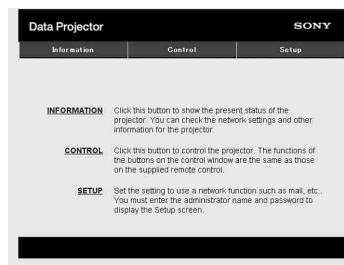 Data Projector
SONY
Information Control Setup
INFORMATION Click this button to show the present status of the
projector. You can check the network settings and other
information for the projector.
CONTROL Click this button to control the projector. The functions of
the buttons on the control window are the same as those
on the supplied remote control.
SETUP Set the setting to use a network function such as mail, etc..
You must enter the administrator name and password to
display the Setup screen.